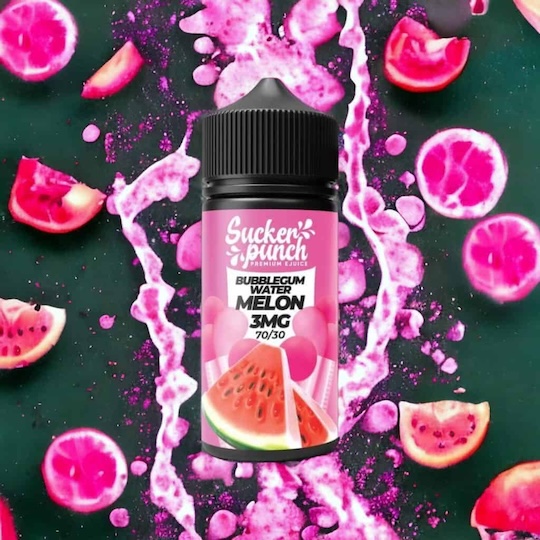 Sucker
punch
PREMIUM EJUICE
BUBBLEGUM
WATER
MELON
3MG
70/30